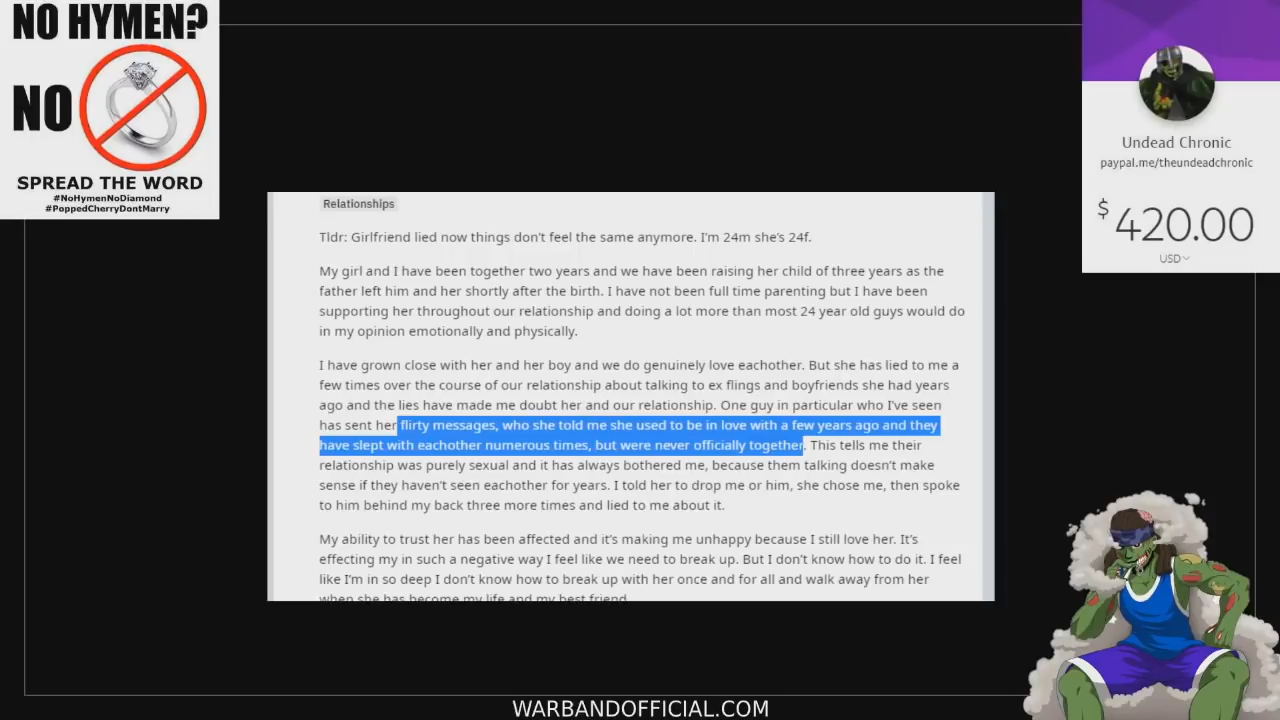 NO HYMEN?
NO
SPREAD THE WORD
#NoHymenNoDiamond
#PoppedCherryDontMarry
Undead Chronic
paypal.me/theundeadchronic
$420.00
USD
Relationships
Tldr: Girlfriend lied now things don't feel the same anymore. I'm 24m she's 24f.
My girl and I have been together two years and we have been raising her child of three years as the
father left him and her shortly after the birth. I have not been full time parenting but I have been
supporting her throughout our relationship and doing a lot more than most 24 year old guys would do
in my opinion emotionally and physically.
I have grown close with her and her boy and we do genuinely love eachother. But she has lied to me a
few times over the course of our relationship about talking to ex flings and boyfriends she had years
ago and the lies have made me doubt her and our relationship. One guy in particular who I've seen
has sent her flirty messages, who she told me she used to be in love with a few years ago and they
have slept with eachother numerous times, but were never officially together. This tells me their
relationship was purely sexual and it has always bothered me, because them talking doesn't make
sense if they haven't seen eachother for years. I told her to drop me or him, she chose me, then spoke
to him behind my back three more times and lied to me about it.
My ability to trust her has been affected and it's making me unhappy because I still love her. It's
effecting my in such a negative way I feel like we need to break up. But I don't know how to do it. I feel
like I'm in so deep I don't know how to break up with her once and for all and walk away from her
when she has become my life and my best friend.
WARBANDOFFICIAL.COM